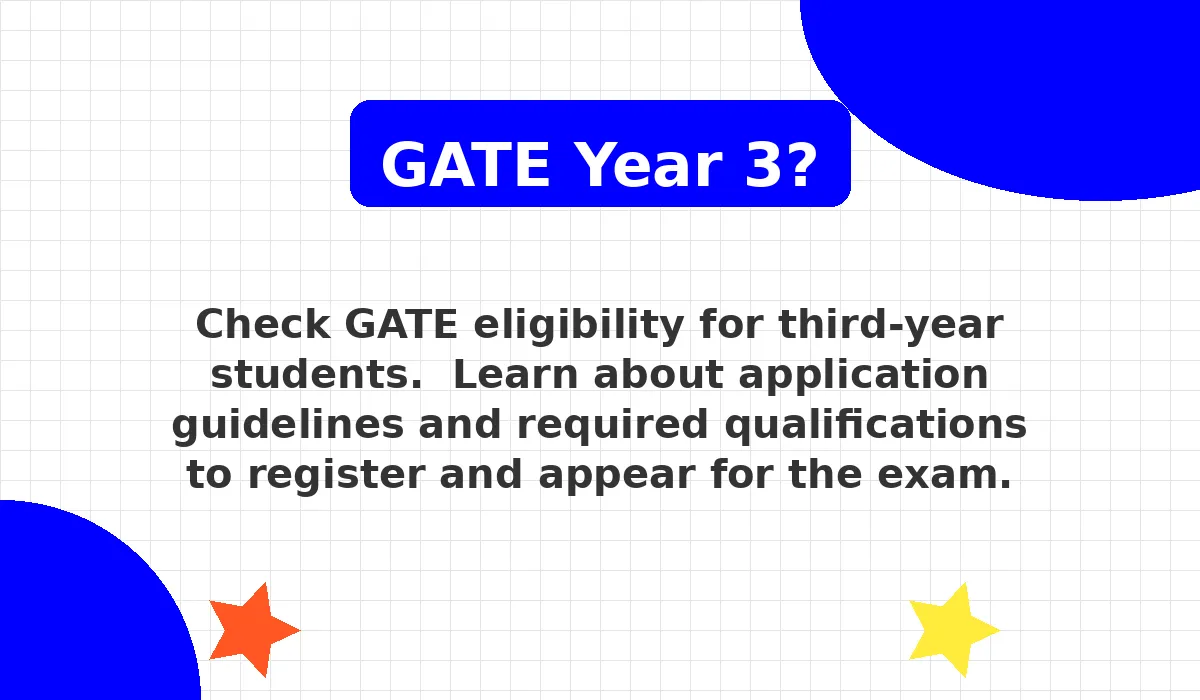 GATE Year 3?
Check GATE eligibility for third-year
students.  Learn about application
guidelines and required qualifications
to register and appear for the exam.